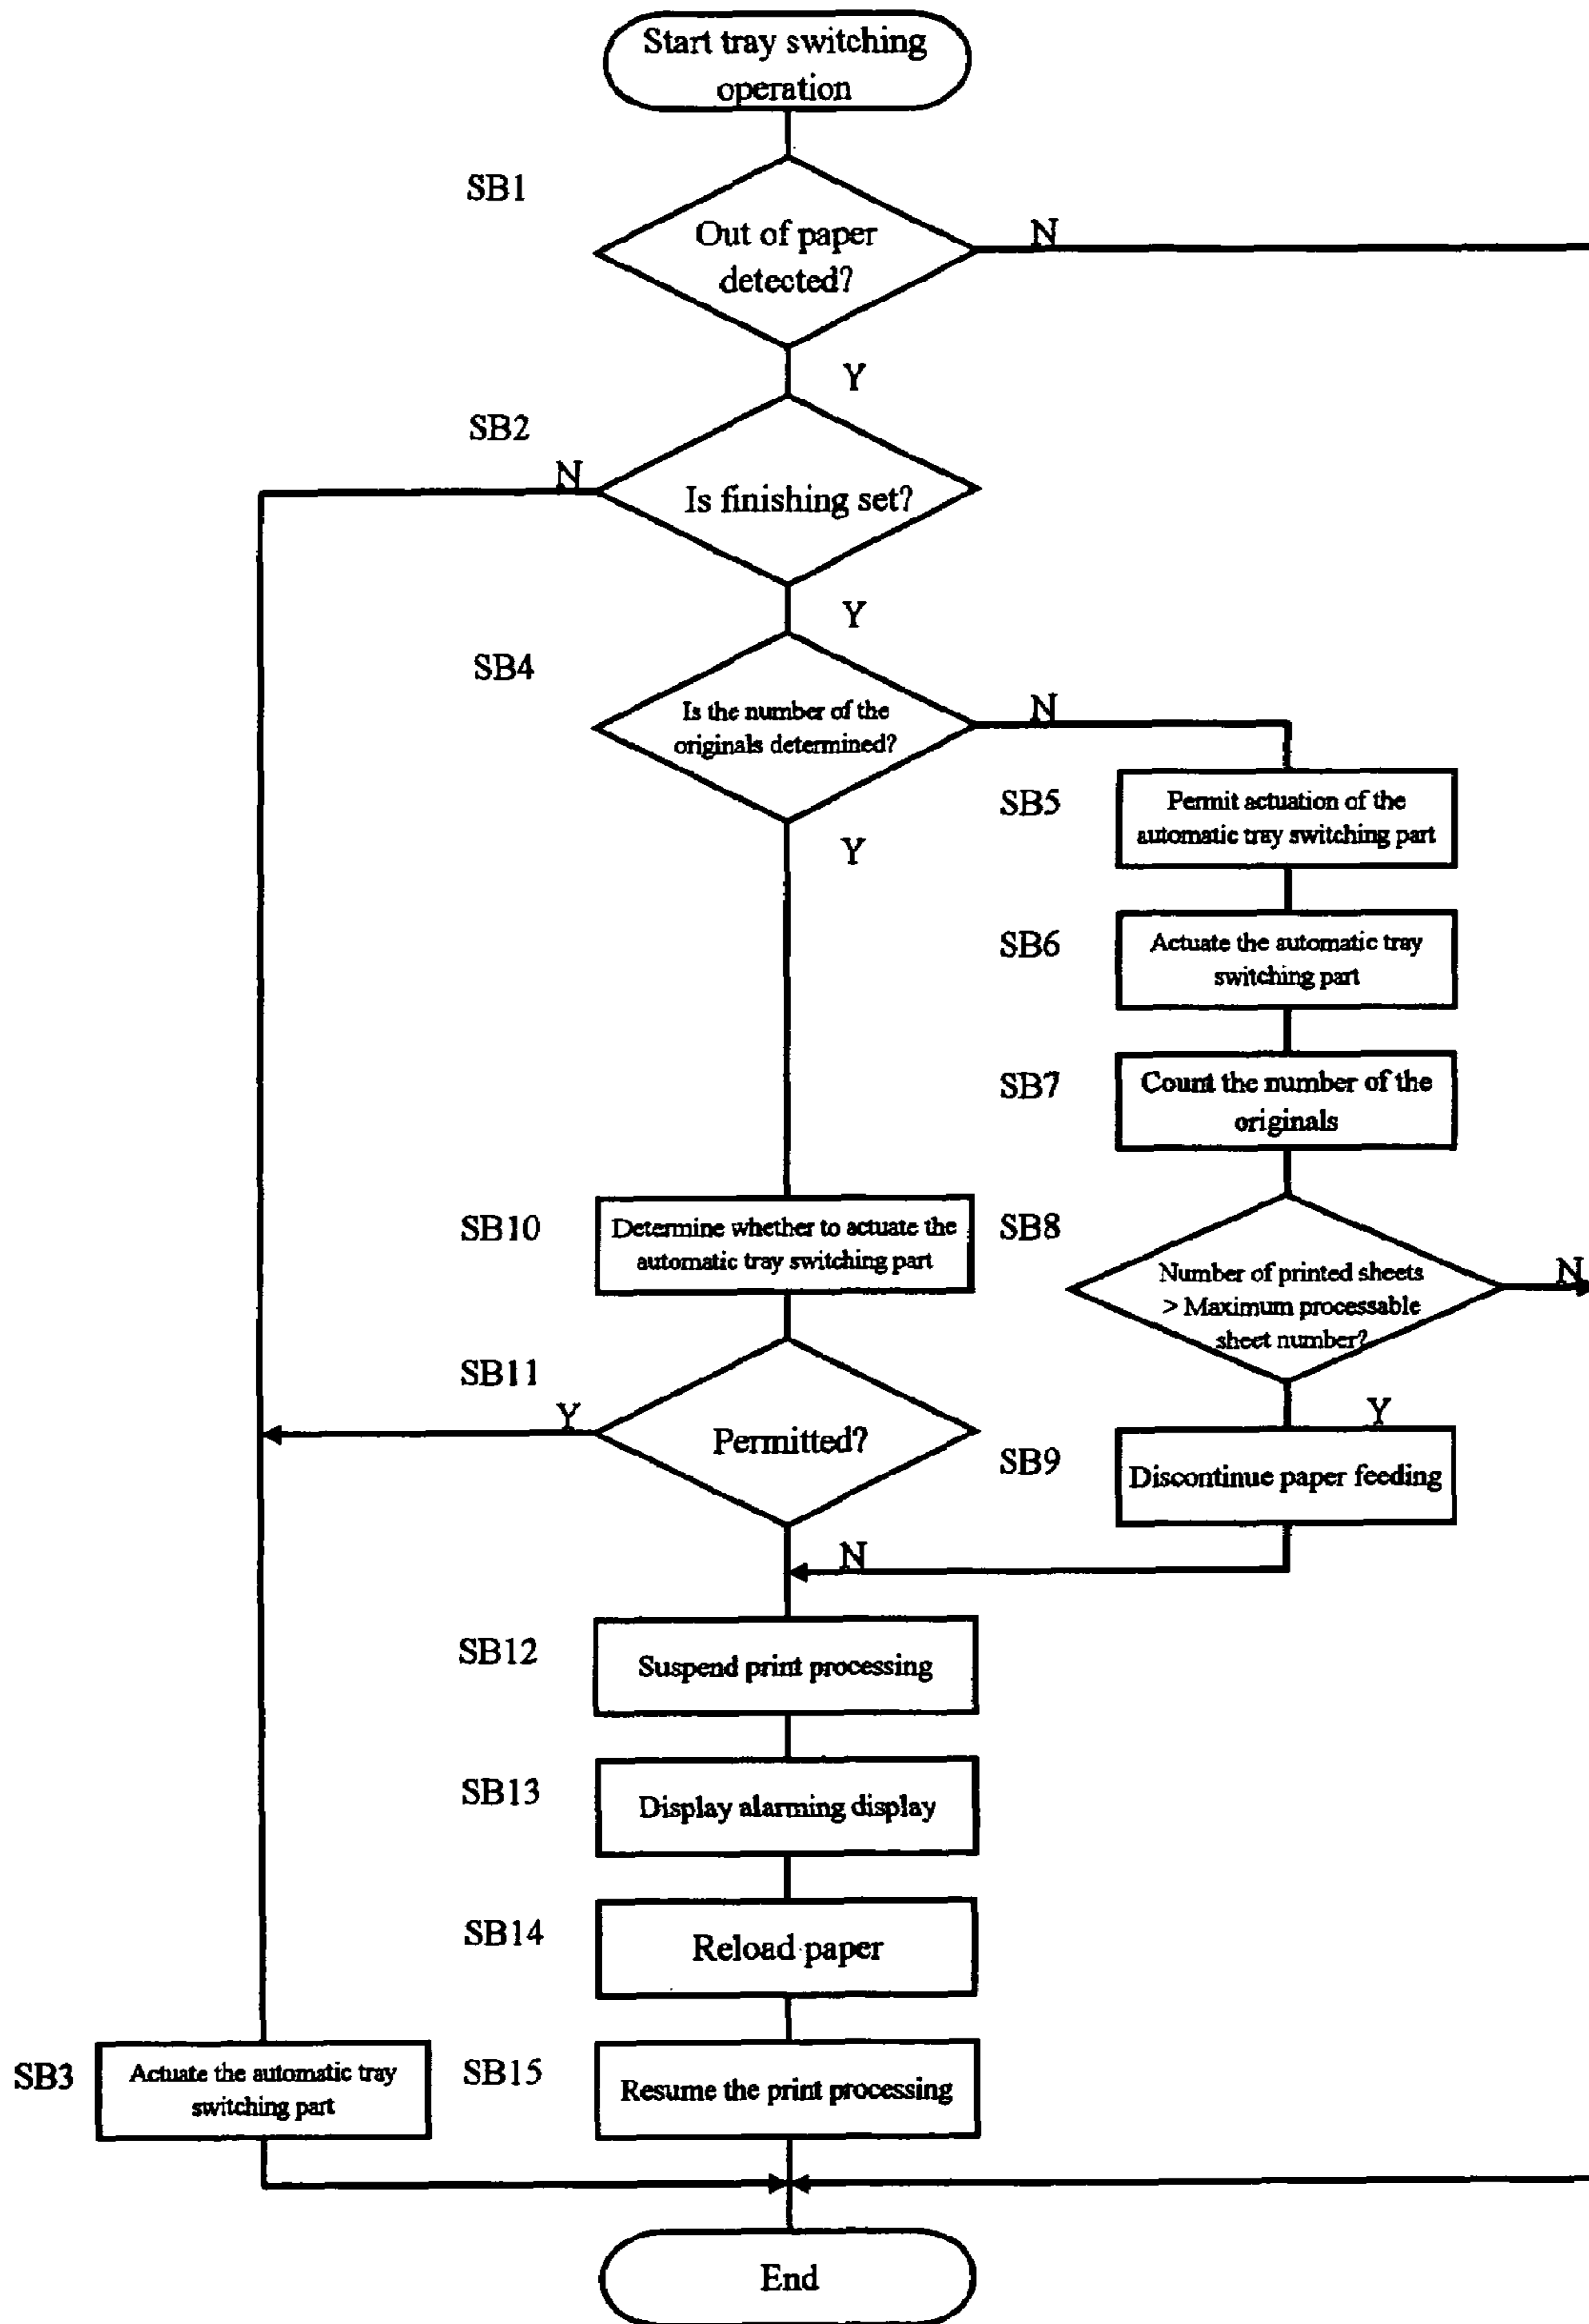 Start tray switching
operation
SB1
Out of paper
detected?
N
Y
SB2
N
Is finishing set?
Y
SB4
Is the number of the
originals determined?
N
Y
SB5
Permit actuation of the
automatic tray switching part
SB6
Actuate the automatic tray
switching part
SB7
Count the number of the
originals
SB10
Determine whether to actuate the
automatic tray switching part
SB8
Number of printed sheets
> Maximum processable
sheet number?
N
Y
SB11
Y
Permitted?
N
SB9
Discontinue paper feeding
SB12
Suspend print processing
SB13
Display alarming display
SB14
Reload paper
SB3
Actuate the automatic tray
switching part
SB15
Resume the print processing
End